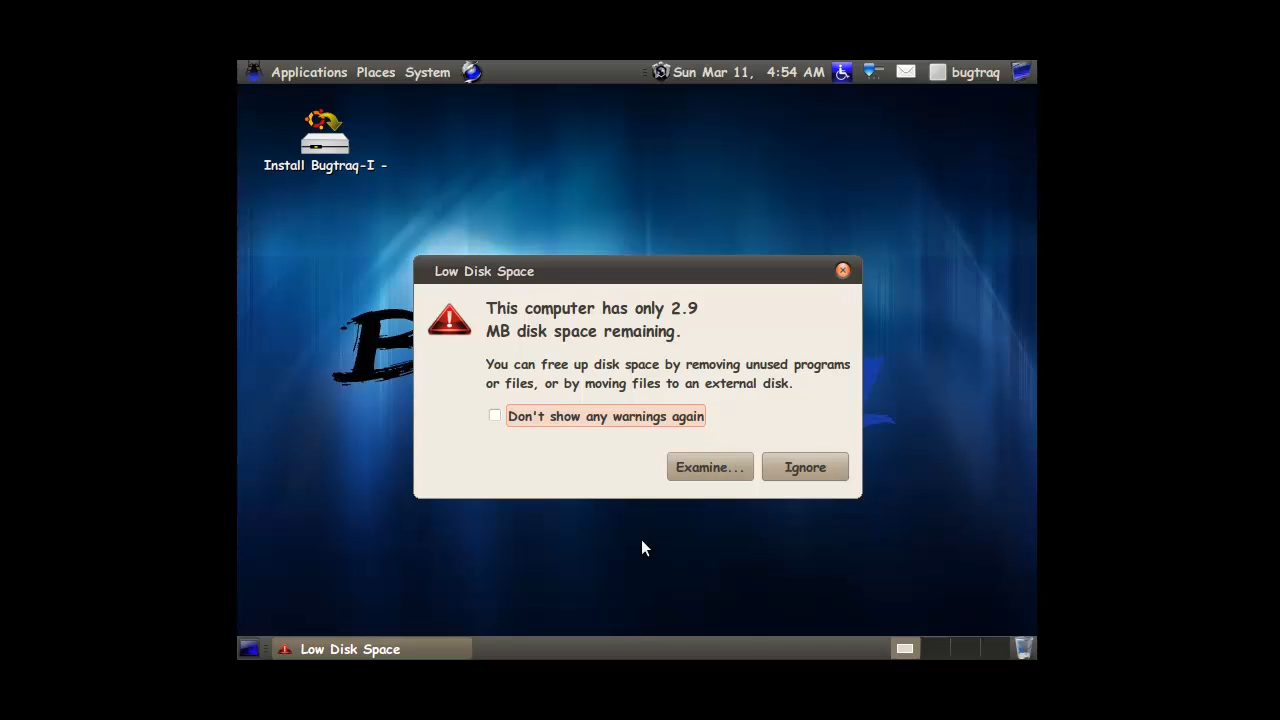 Applications Places System Sun Mar 11, 4:54 AM bugtraq
Install Bugtraq-I -
Low Disk Space
This computer has only 2.9
MB disk space remaining.
You can free up disk space by removing unused programs
or files, or by moving files to an external disk.
Don't show any warnings again
Examine... Ignore
Low Disk Space